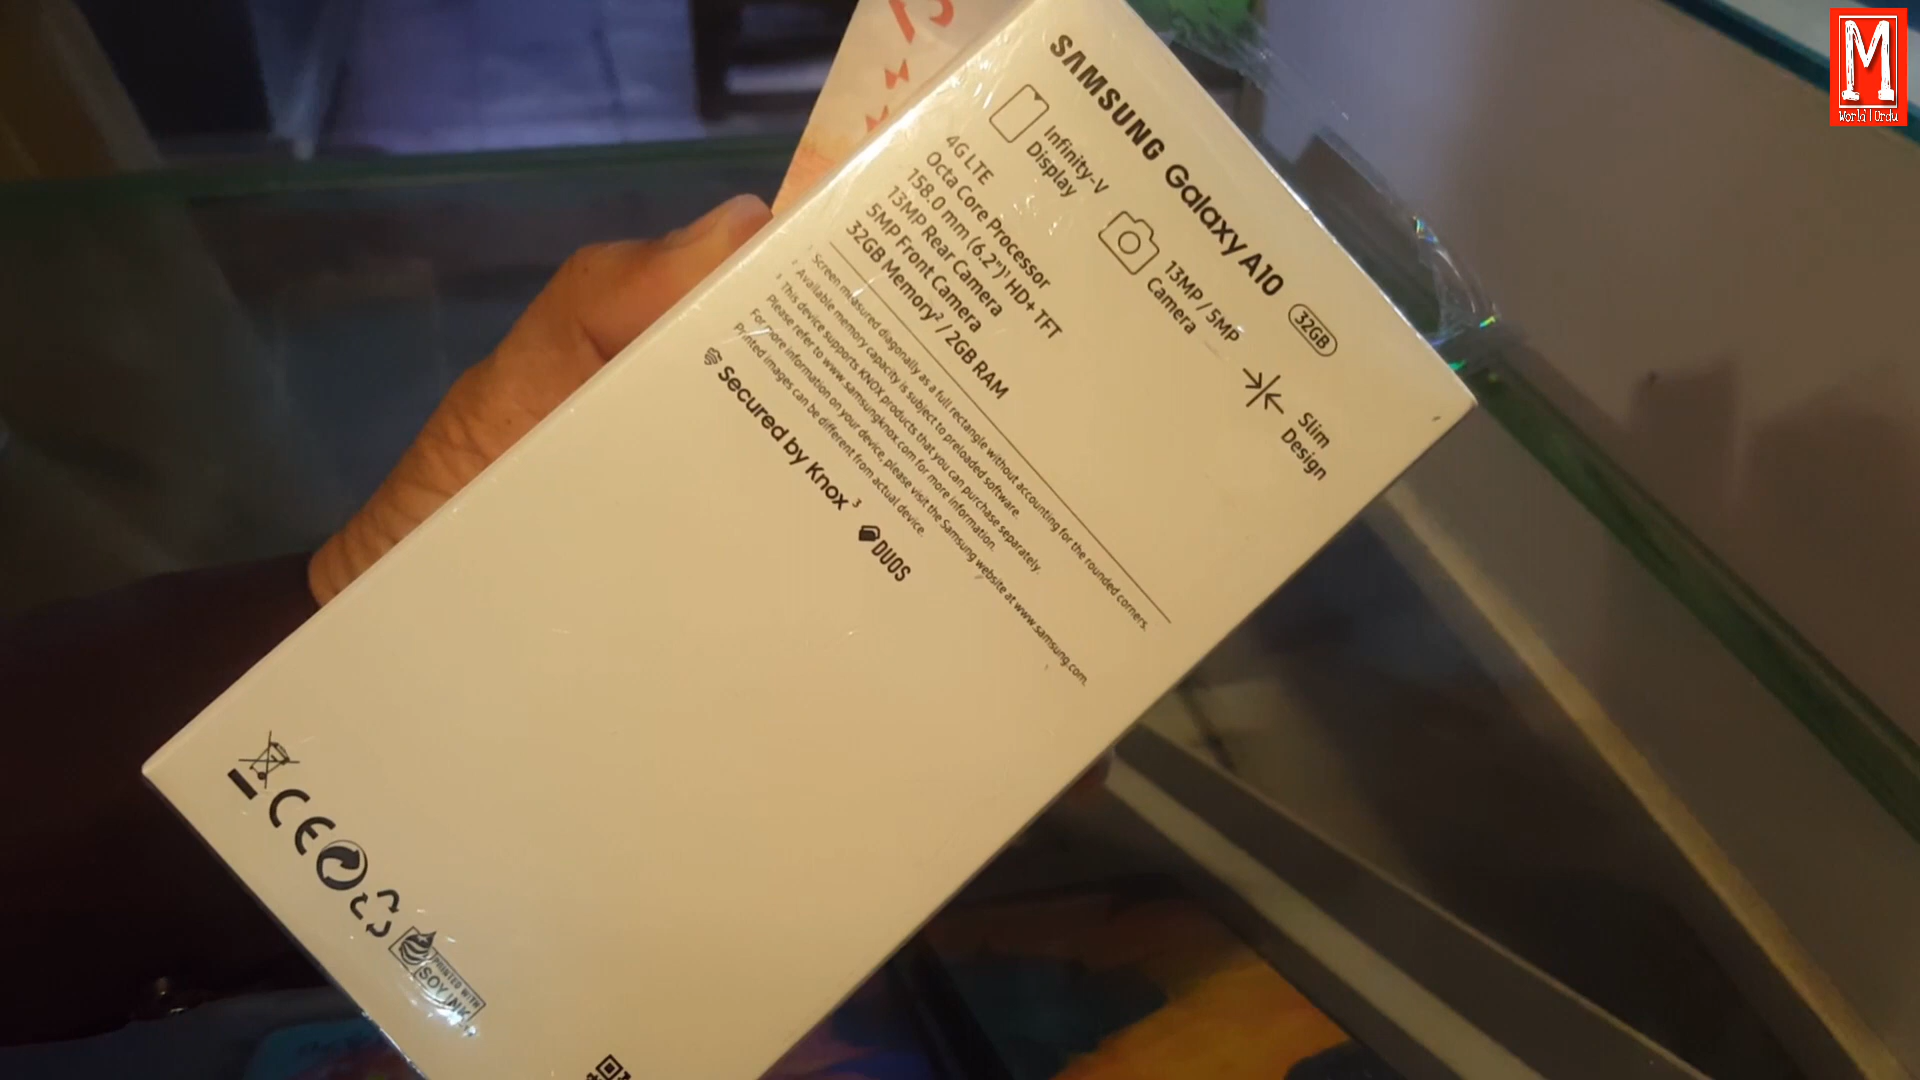 SAMSUNG Galaxy A10 32GB
Infinity-V
Display
13MP / 5MP
Camera
Slim
Design
4G LTE
Octa Core Processor
158.0 mm (6.2")¹ HD+ TFT
13MP Rear Camera
5MP Front Camera
32GB Memory² / 2GB RAM
¹ Screen measured diagonally as a full rectangle without accounting for the rounded corners.
² Available memory capacity is subject to preloaded software.
³ This device supports KNOX products that you can purchase separately.
Please refer to www.samsungknox.com for more information.
For more information on your device, please visit the Samsung website at www.samsung.com.
Printed images can be different from actual device.
Secured by Knox ³
DUOS
CE
PRINTED WITH
SOY INK
M
World | Urdu